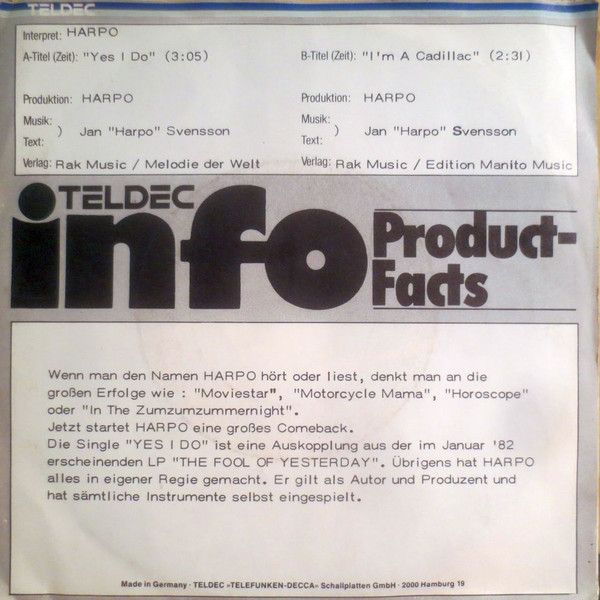 TELDEC
Interpret: HARPO
A-Titel (Zeit): "Yes I Do" (3:05) B-Titel (Zeit): "I'm A Cadillac" (2:31)
Produktion: HARPO Produktion: HARPO
Musik: Musik:
) Jan "Harpo" Svensson ) Jan "Harpo" Svensson
Text: Text:
Verlag: Rak Music / Melodie der Welt Verlag: Rak Music / Edition Manito Music
TELDEC
info Product-
Facts
Wenn man den Namen HARPO hört oder liest, denkt man an die
großen Erfolge wie : "Moviestar", "Motorcycle Mama", "Horoscope"
oder "In The Zumzumzummernight".
Jetzt startet HARPO ein großes Comeback.
Die Single "YES I DO" ist eine Auskopplung aus der im Januar '82
erscheinenden LP "THE FOOL OF YESTERDAY". Übrigens hat HARPO
alles in eigener Regie gemacht. Er gilt als Autor und Produzent und
hat sämtliche Instrumente selbst eingespielt.
Made in Germany · TELDEC »TELEFUNKEN-DECCA« Schallplatten GmbH · 2000 Hamburg 19